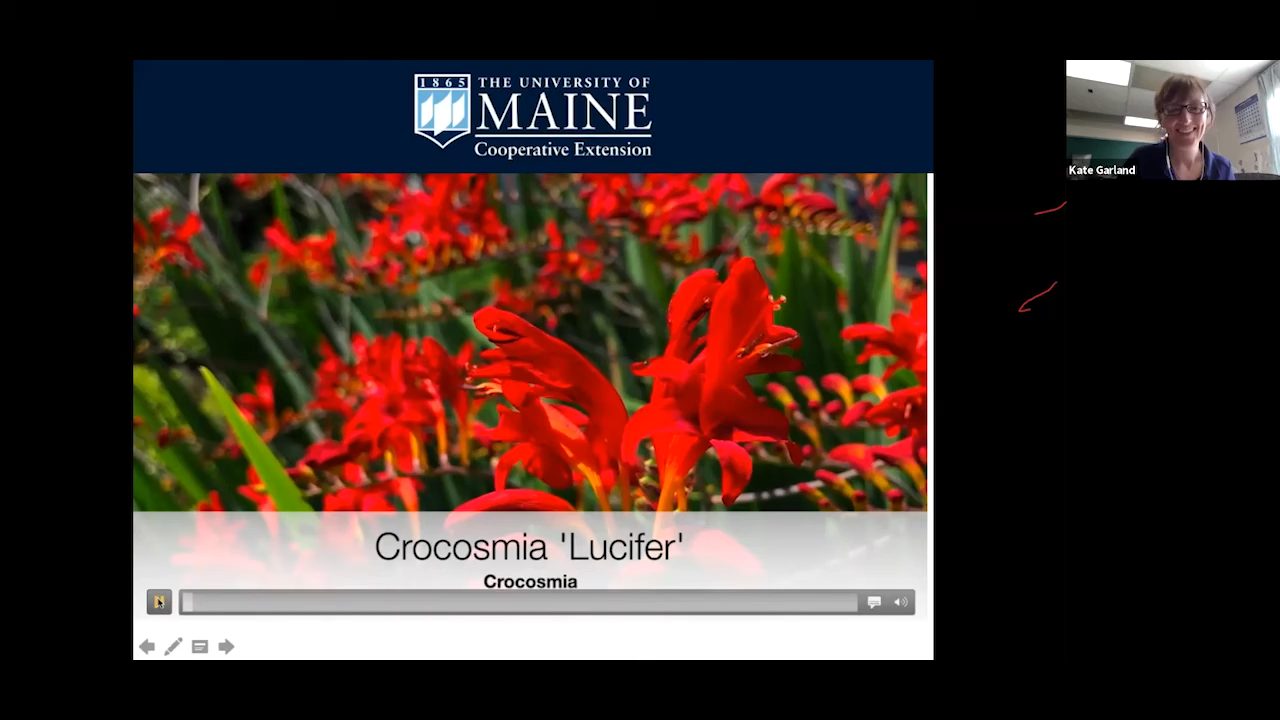 1865
THE UNIVERSITY OF
MAINE
Cooperative Extension
Kate Garland
Crocosmia 'Lucifer'
Crocosmia